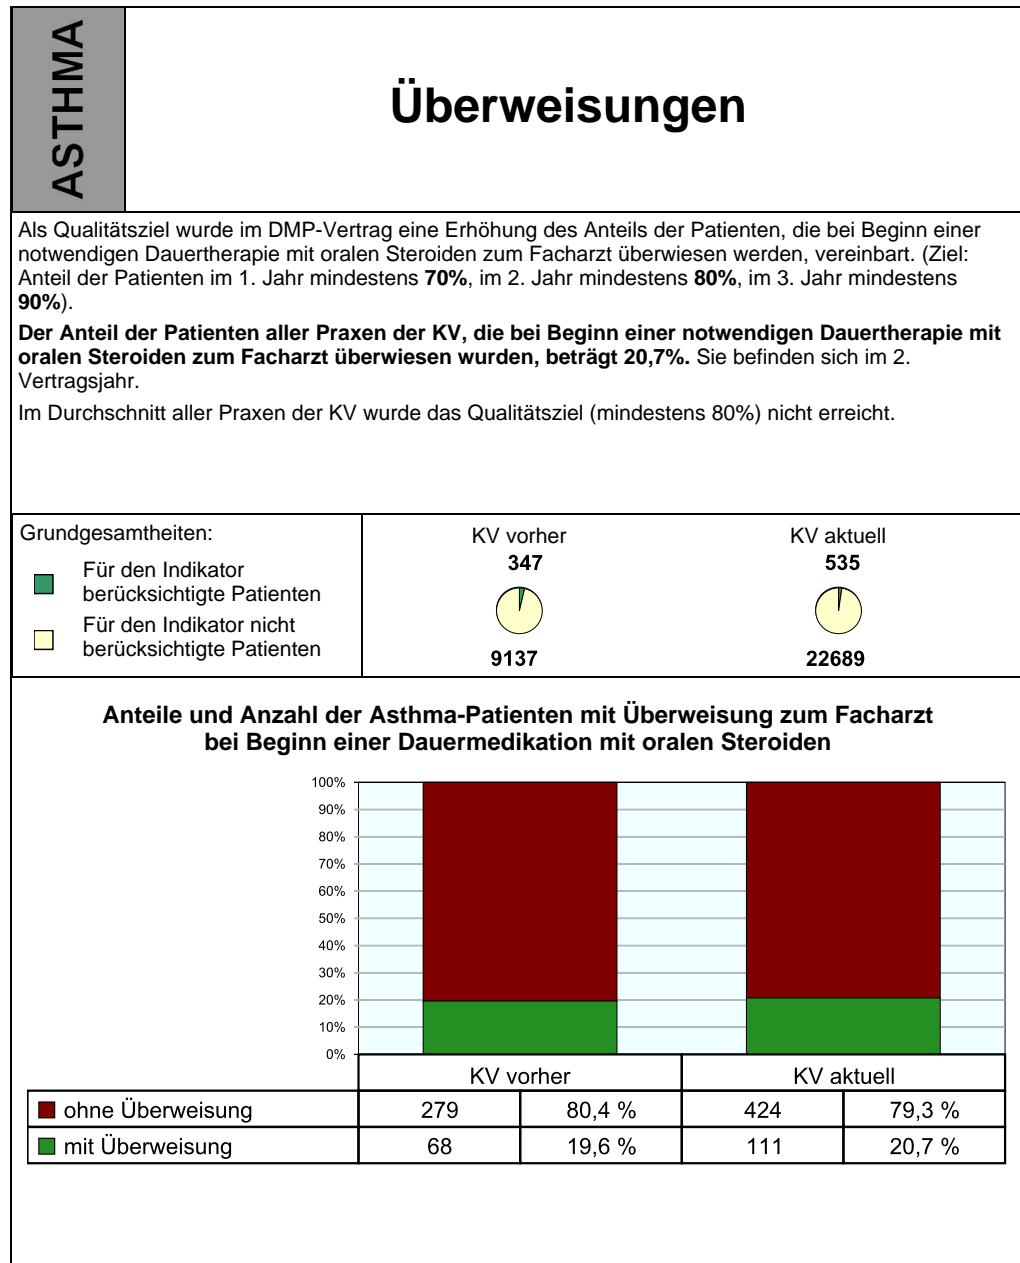 ASTHMA
Überweisungen
Als Qualitätsziel wurde im DMP-Vertrag eine Erhöhung des Anteils der Patienten, die bei Beginn einer
notwendigen Dauertherapie mit oralen Steroiden zum Facharzt überwiesen werden, vereinbart. (Ziel:
Anteil der Patienten im 1. Jahr mindestens 70%, im 2. Jahr mindestens 80%, im 3. Jahr mindestens
90%).
Der Anteil der Patienten aller Praxen der KV, die bei Beginn einer notwendigen Dauertherapie mit
oralen Steroiden zum Facharzt überwiesen wurden, beträgt 20,7%. Sie befinden sich im 2.
Vertragsjahr.
Im Durchschnitt aller Praxen der KV wurde das Qualitätsziel (mindestens 80%) nicht erreicht.
Grundgesamtheiten:
Für den Indikator
berücksichtigte Patienten
Für den Indikator nicht
berücksichtigte Patienten
KV vorher
347
9137
KV aktuell
535
22689
Anteile und Anzahl der Asthma-Patienten mit Überweisung zum Facharzt
bei Beginn einer Dauermedikation mit oralen Steroiden
100%
90%
80%
70%
60%
50%
40%
30%
20%
10%
0%
KV vorher KV aktuell
ohne Überweisung 279 80,4 % 424 79,3 %
mit Überweisung 68 19,6 % 111 20,7 %